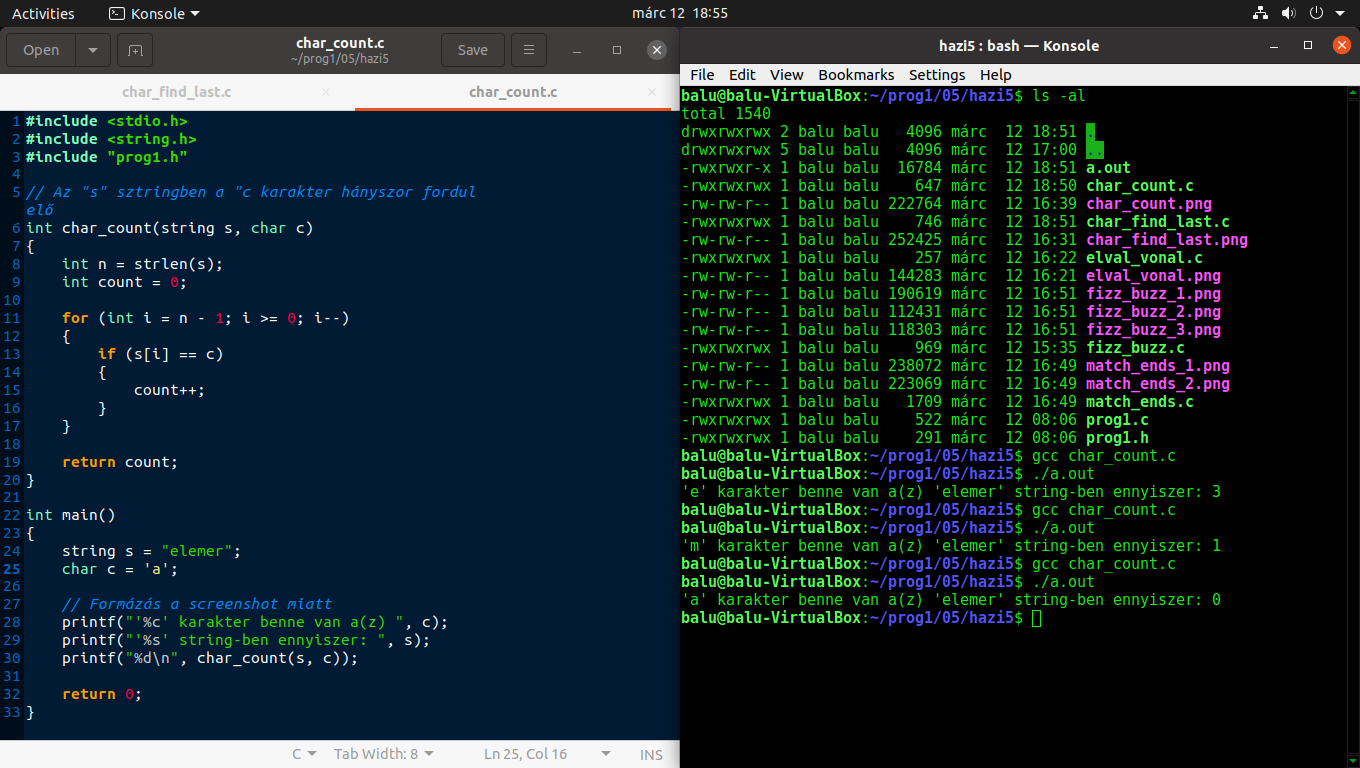 Activities Konsole márc 12 18:55
Open char_count.c Save
~/prog1/05/hazi5
char_find_last.c × char_count.c ×
1 #include <stdio.h>
2 #include <string.h>
3 #include "prog1.h"
4
5 // Az "s" sztringben a "c karakter hányszor fordul
elő
6 int char_count(string s, char c)
7 {
8     int n = strlen(s);
9     int count = 0;
10
11     for (int i = n - 1; i >= 0; i--)
12     {
13         if (s[i] == c)
14         {
15             count++;
16         }
17     }
18
19     return count;
20 }
21
22 int main()
23 {
24     string s = "elemer";
25     char c = 'a';
26
27     // Formázás a screenshot miatt
28     printf("'%c' karakter benne van a(z) ", c);
29     printf("'%s' string-ben ennyiszer: ", s);
30     printf("%d\n", char_count(s, c));
31
32     return 0;
33 }
C Tab Width: 8 Ln 25, Col 16 INS
hazi5 : bash — Konsole
File Edit View Bookmarks Settings Help
balu@balu-VirtualBox:~/prog1/05/hazi5$ ls -al
total 1540
drwxrwxrwx 2 balu balu   4096 márc  12 18:51 .
drwxrwxrwx 5 balu balu   4096 márc  12 17:00 ..
-rwxrwxr-x 1 balu balu  16784 márc  12 18:51 a.out
-rwxrwxrwx 1 balu balu    647 márc  12 18:50 char_count.c
-rw-rw-r-- 1 balu balu 222764 márc  12 16:39 char_count.png
-rwxrwxrwx 1 balu balu    746 márc  12 18:51 char_find_last.c
-rw-rw-r-- 1 balu balu 252425 márc  12 16:31 char_find_last.png
-rwxrwxrwx 1 balu balu    257 márc  12 16:22 elval_vonal.c
-rw-rw-r-- 1 balu balu 144283 márc  12 16:21 elval_vonal.png
-rw-rw-r-- 1 balu balu 190619 márc  12 16:51 fizz_buzz_1.png
-rw-rw-r-- 1 balu balu 112431 márc  12 16:51 fizz_buzz_2.png
-rw-rw-r-- 1 balu balu 118303 márc  12 16:51 fizz_buzz_3.png
-rwxrwxrwx 1 balu balu    969 márc  12 15:35 fizz_buzz.c
-rw-rw-r-- 1 balu balu 238072 márc  12 16:49 match_ends_1.png
-rw-rw-r-- 1 balu balu 223069 márc  12 16:49 match_ends_2.png
-rwxrwxrwx 1 balu balu   1709 márc  12 16:49 match_ends.c
-rwxrwxrwx 1 balu balu    522 márc  12 08:06 prog1.c
-rwxrwxrwx 1 balu balu    291 márc  12 08:06 prog1.h
balu@balu-VirtualBox:~/prog1/05/hazi5$ gcc char_count.c
balu@balu-VirtualBox:~/prog1/05/hazi5$ ./a.out
'e' karakter benne van a(z) 'elemer' string-ben ennyiszer: 3
balu@balu-VirtualBox:~/prog1/05/hazi5$ gcc char_count.c
balu@balu-VirtualBox:~/prog1/05/hazi5$ ./a.out
'm' karakter benne van a(z) 'elemer' string-ben ennyiszer: 1
balu@balu-VirtualBox:~/prog1/05/hazi5$ gcc char_count.c
balu@balu-VirtualBox:~/prog1/05/hazi5$ ./a.out
'a' karakter benne van a(z) 'elemer' string-ben ennyiszer: 0
balu@balu-VirtualBox:~/prog1/05/hazi5$